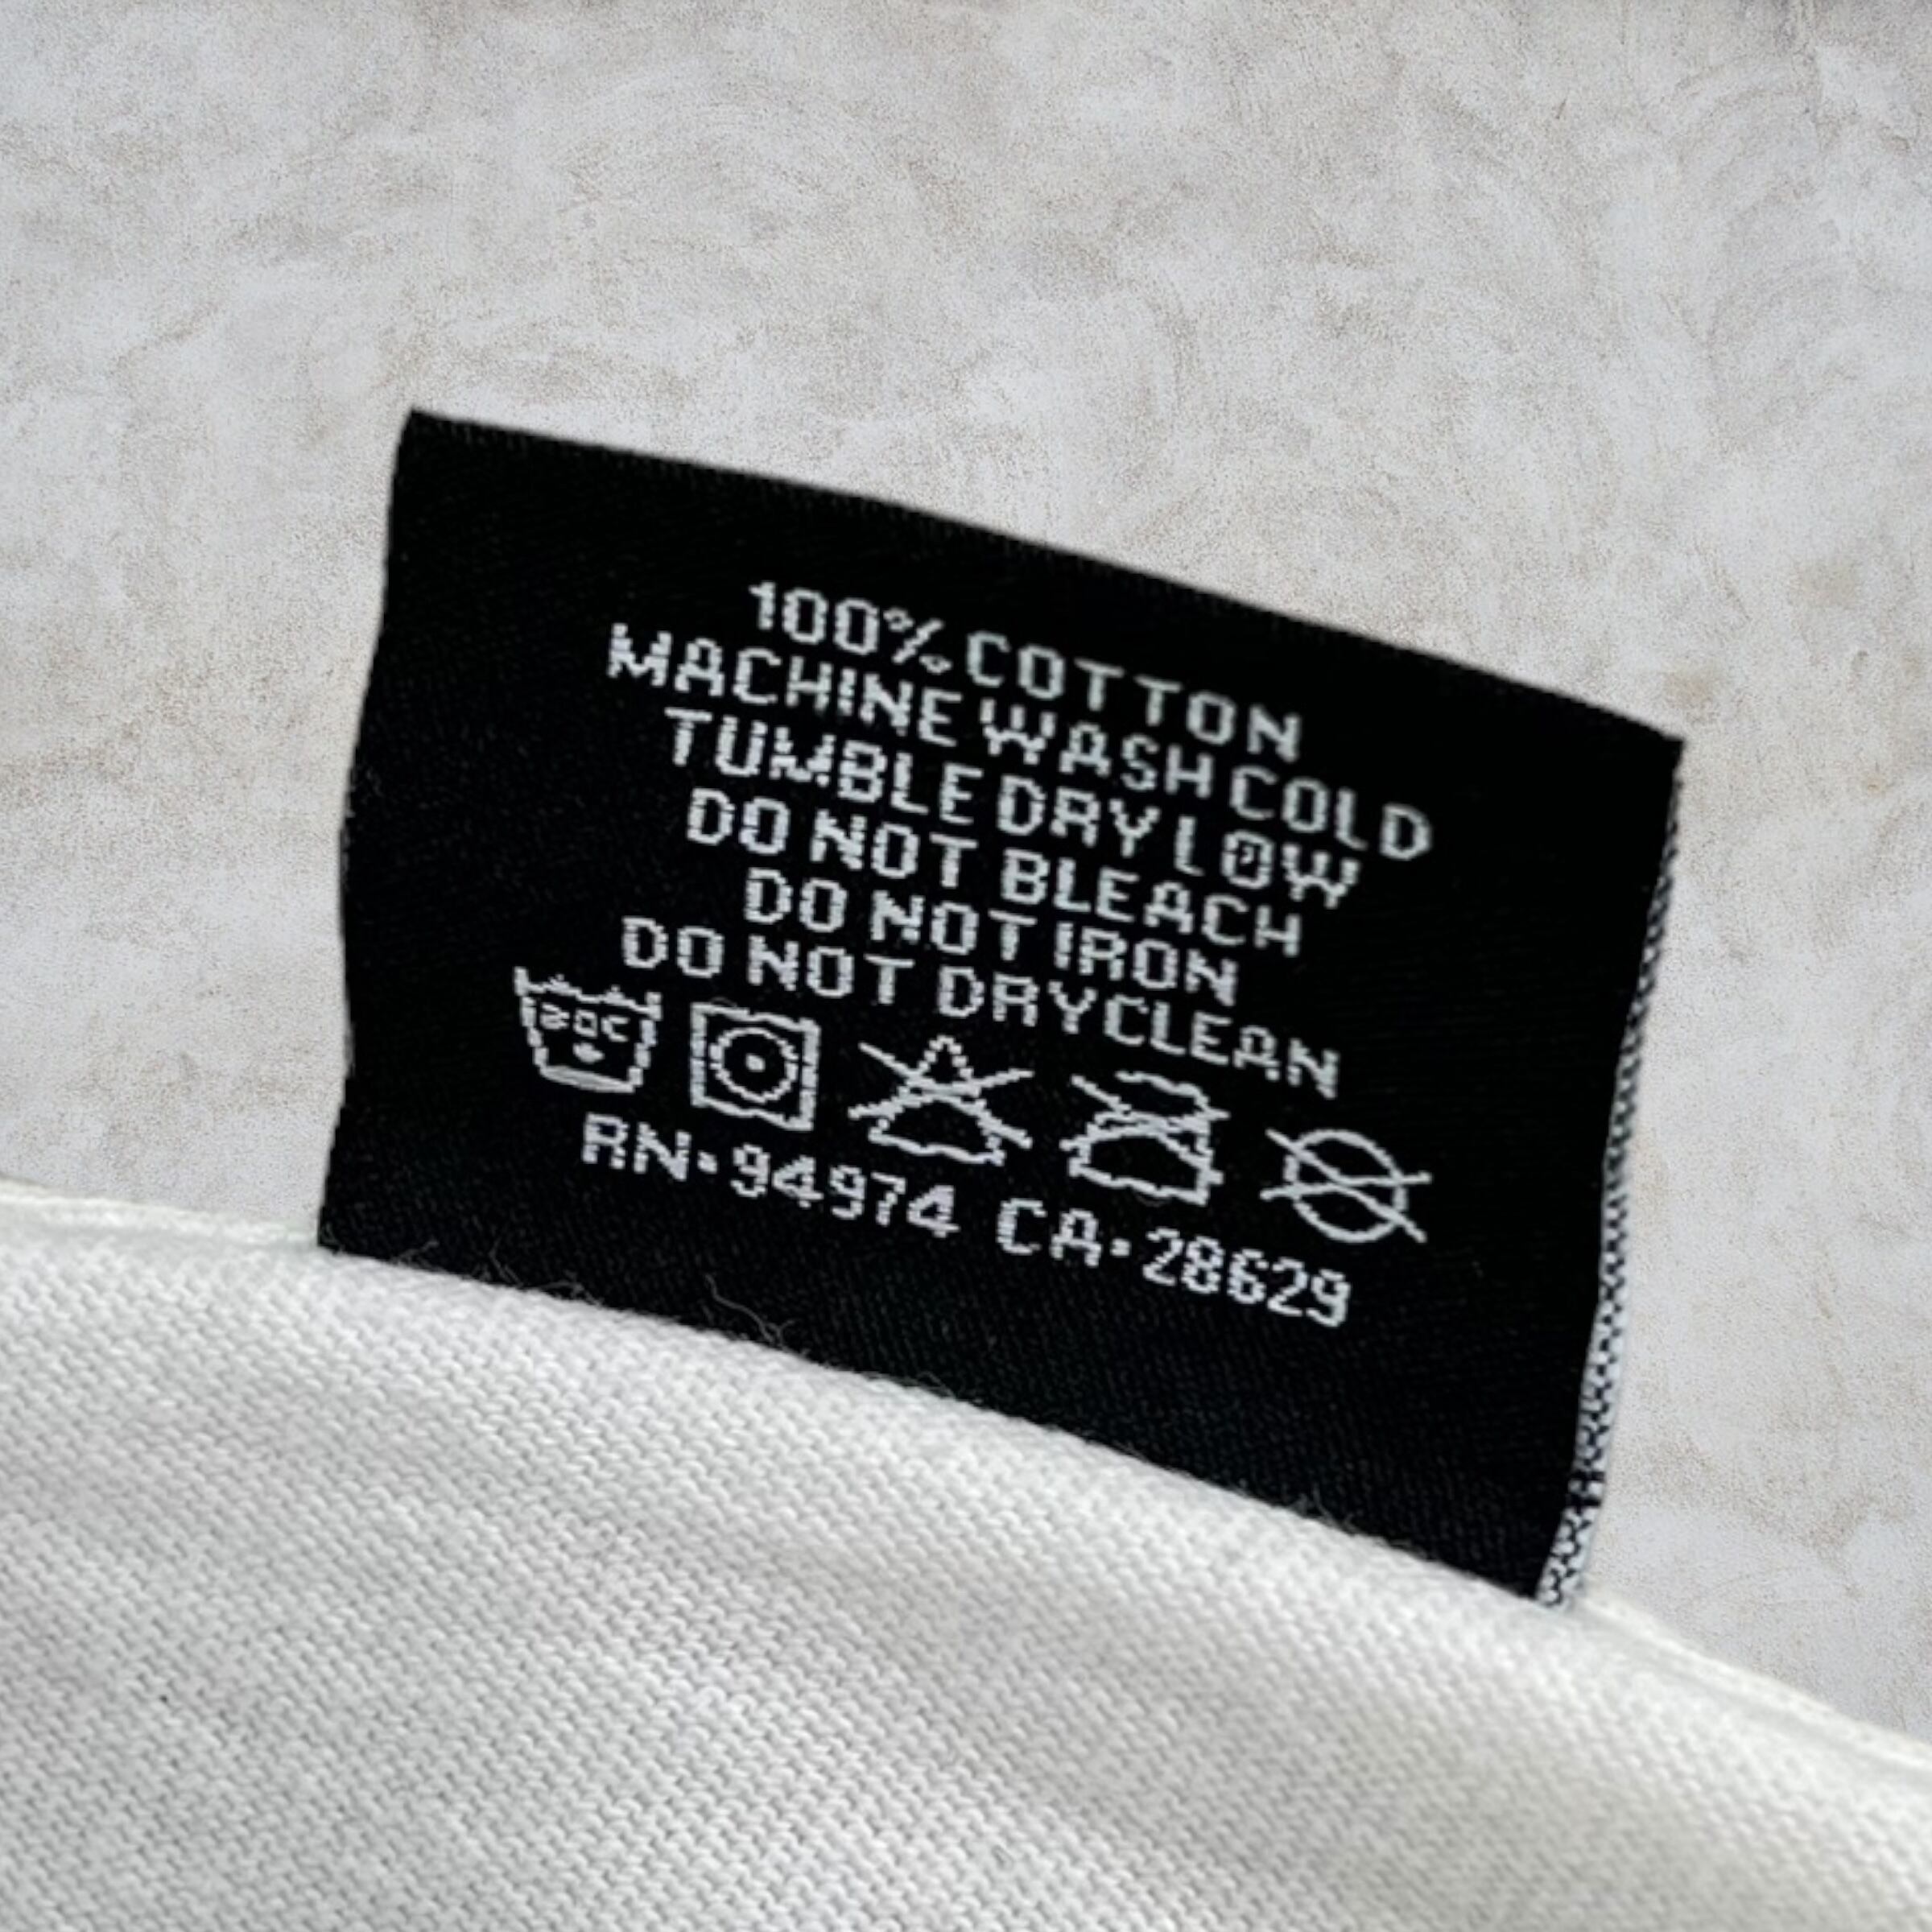 100% COTTON
MACHINE WASH COLD
TUMBLE DRY LOW
DO NOT BLEACH
DO NOT IRON
DO NOT DRYCLEAN
30C
RN·94974 CA·28629